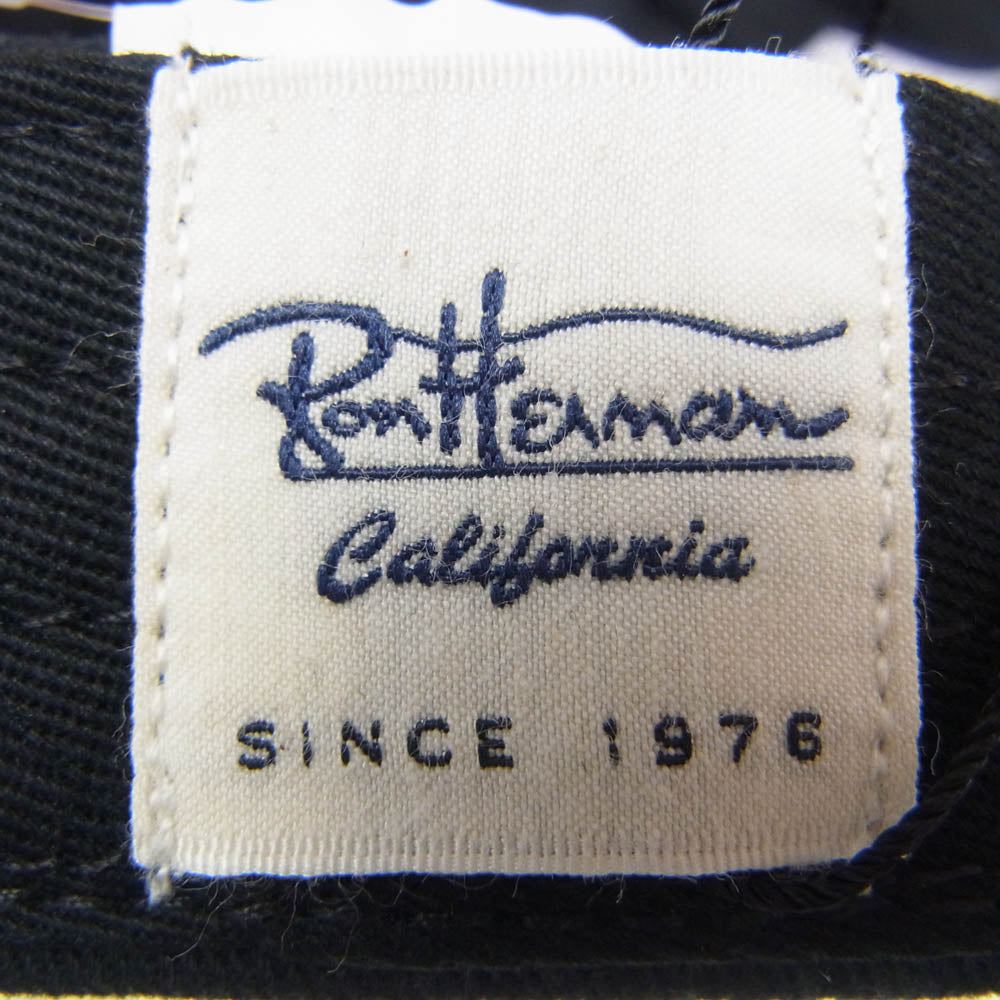 Ron Herman
California
SINCE 1976